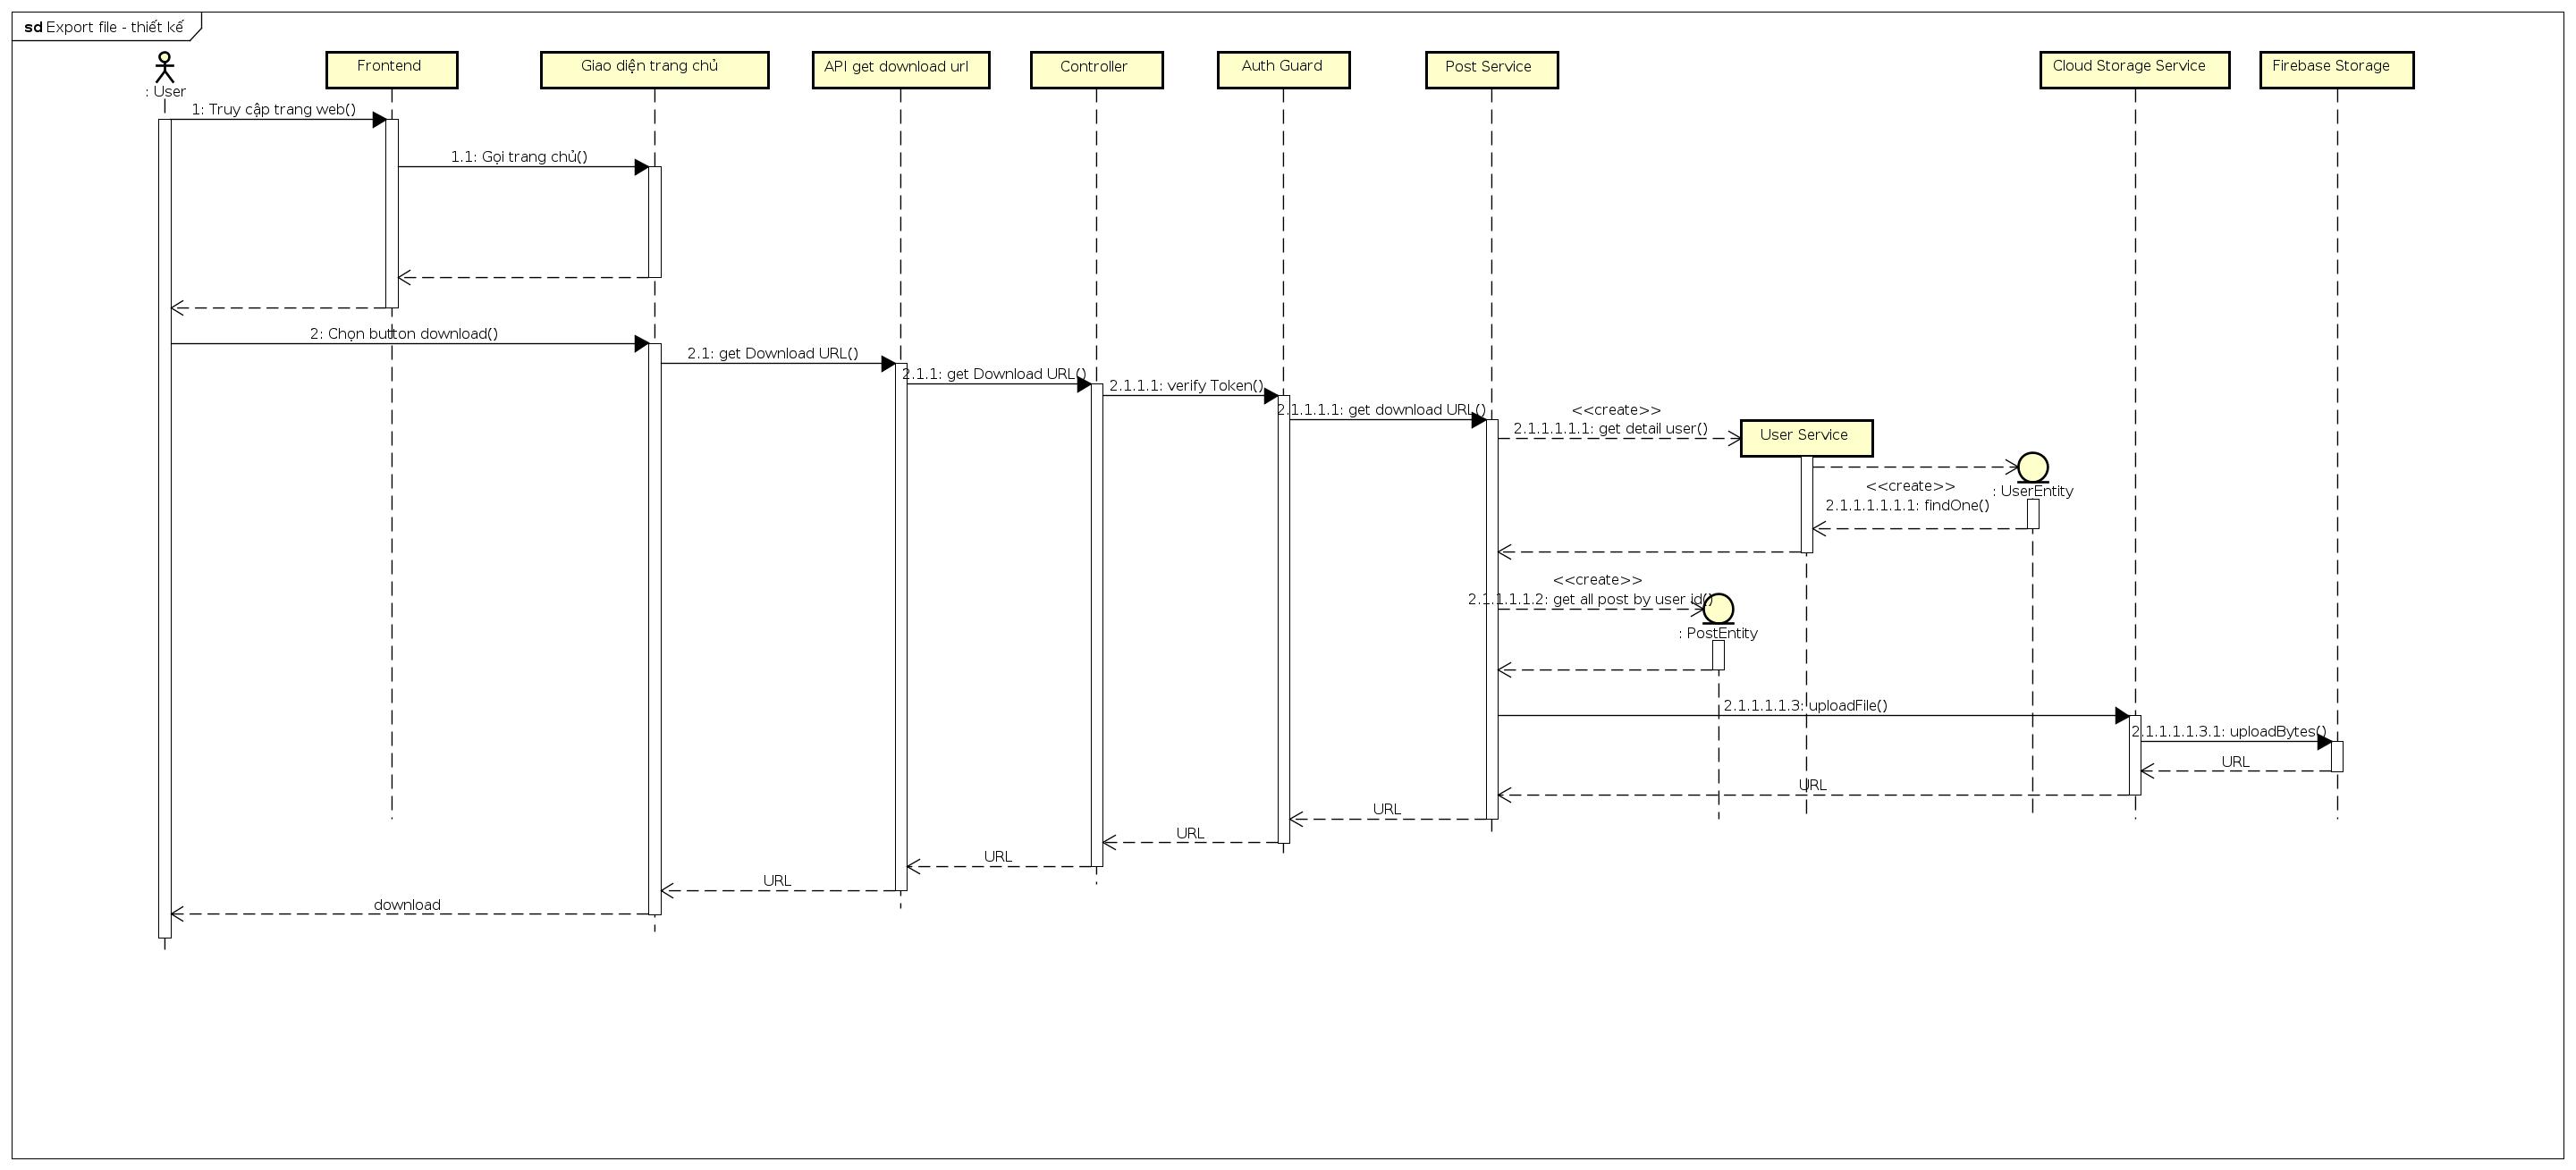 sd Export file - thiết kế
: User
Frontend
Giao diện trang chủ
API get download url
Controller
Auth Guard
Post Service
Cloud Storage Service
Firebase Storage
1: Truy cập trang web()
1.1: Gọi trang chủ()
2: Chọn button download()
2.1: get Download URL()
2.1.1: get Download URL()
2.1.1.1: verify Token()
2.1.1.1.1: get download URL()
<<create>>
2.1.1.1.1.1: get detail user()
User Service
<<create>>
2.1.1.1.1.1.1: findOne()
: UserEntity
<<create>>
2.1.1.1.1.2: get all post by user id()
: PostEntity
2.1.1.1.1.3: uploadFile()
2.1.1.1.1.3.1: uploadBytes()
URL
URL
URL
URL
URL
URL
download